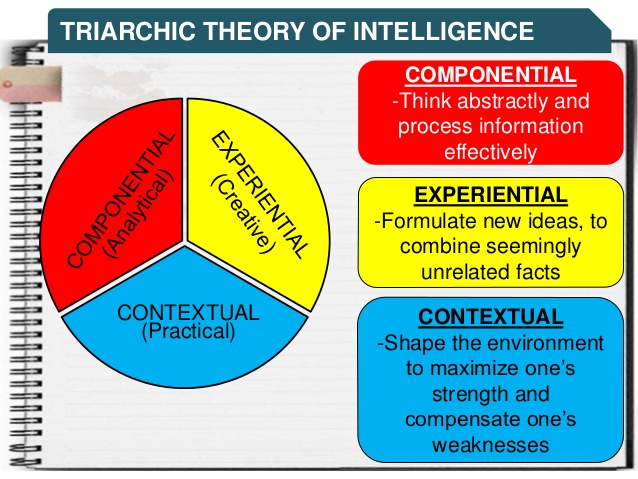 TRIARCHIC THEORY OF INTELLIGENCE
COMPONENTIAL
(Analytical)
EXPERIENTIAL
(Creative)
CONTEXTUAL
(Practical)
COMPONENTIAL
-Think abstractly and
process information
effectively
EXPERIENTIAL
-Formulate new ideas, to
combine seemingly
unrelated facts
CONTEXTUAL
-Shape the environment
to maximize one’s
strength and
compensate one’s
weaknesses